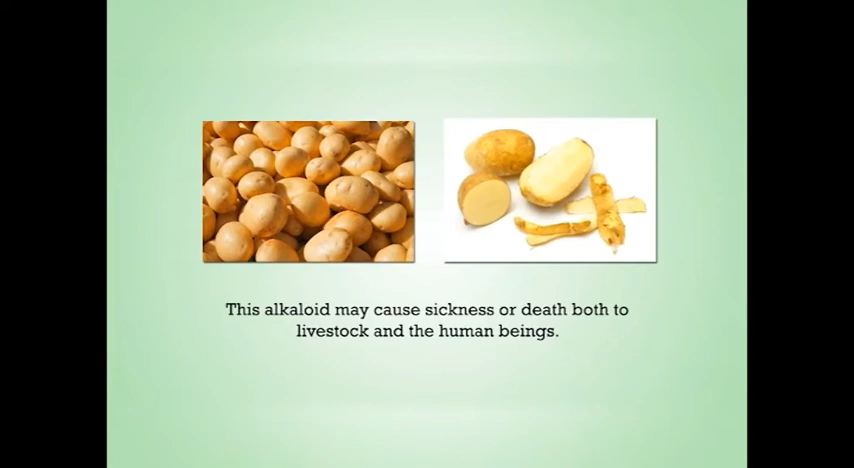 This alkaloid may cause sickness or death both to
livestock and the human beings.